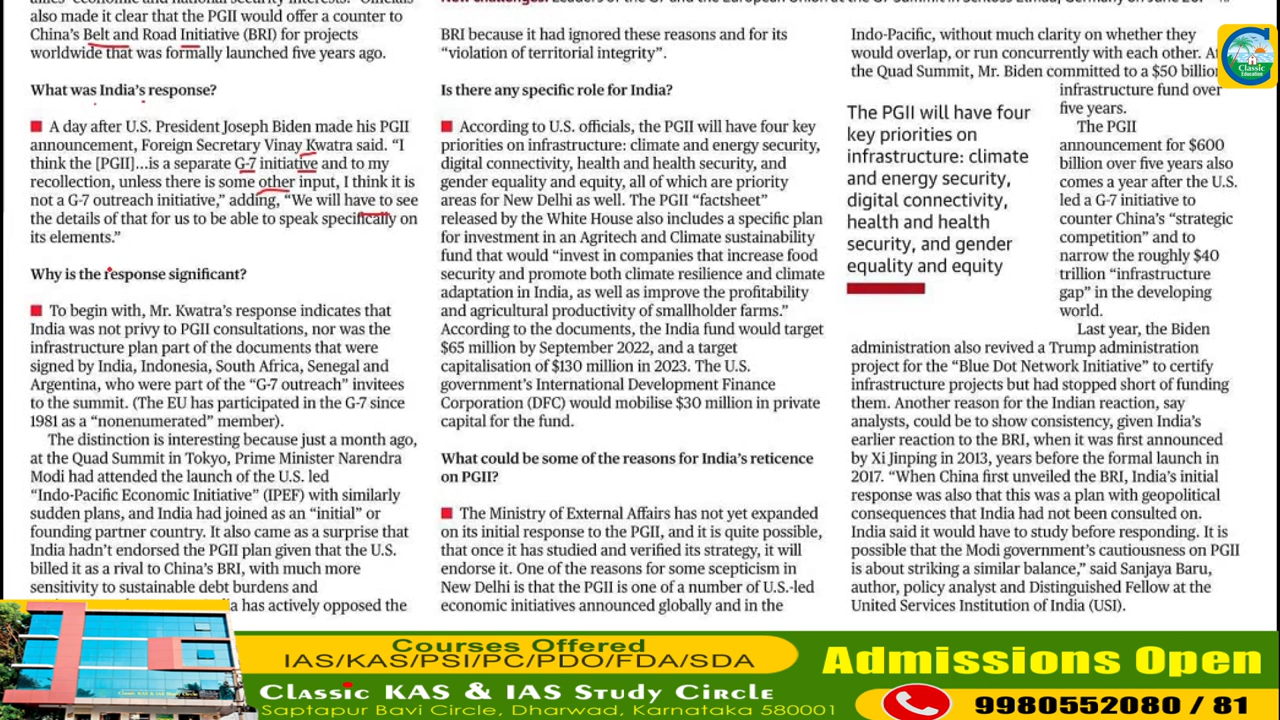 also made it clear that the PGII would offer a counter to
China's Belt and Road Initiative (BRI) for projects
worldwide that was formally launched five years ago.
What was India's response?
A day after U.S. President Joseph Biden made his PGII
announcement, Foreign Secretary Vinay Kwatra said. “I
think the [PGII]...is a separate G-7 initiative and to my
recollection, unless there is some other input, I think it is
not a G-7 outreach initiative,” adding, “We will have to see
the details of that for us to be able to speak specifically on
its elements.”
Why is the response significant?
To begin with, Mr. Kwatra's response indicates that
India was not privy to PGII consultations, nor was the
infrastructure plan part of the documents that were
signed by India, Indonesia, South Africa, Senegal and
Argentina, who were part of the “G-7 outreach” invitees
to the summit. (The EU has participated in the G-7 since
1981 as a “nonenumerated” member).
The distinction is interesting because just a month ago,
at the Quad Summit in Tokyo, Prime Minister Narendra
Modi had attended the launch of the U.S. led
“Indo-Pacific Economic Initiative” (IPEF) with similarly
sudden plans, and India had joined as an “initial” or
founding partner country. It also came as a surprise that
India hadn't endorsed the PGII plan given that the U.S.
billed it as a rival to China's BRI, with much more
sensitivity to sustainable debt burdens and
has actively opposed the
BRI because it had ignored these reasons and for its
“violation of territorial integrity”.
Is there any specific role for India?
According to U.S. officials, the PGII will have four key
priorities on infrastructure: climate and energy security,
digital connectivity, health and health security, and
gender equality and equity, all of which are priority
areas for New Delhi as well. The PGII “factsheet”
released by the White House also includes a specific plan
for investment in an Agritech and Climate sustainability
fund that would “invest in companies that increase food
security and promote both climate resilience and climate
adaptation in India, as well as improve the profitability
and agricultural productivity of smallholder farms.”
According to the documents, the India fund would target
$65 million by September 2022, and a target
capitalisation of $130 million in 2023. The U.S.
government's International Development Finance
Corporation (DFC) would mobilise $30 million in private
capital for the fund.
What could be some of the reasons for India's reticence
on PGII?
The Ministry of External Affairs has not yet expanded
on its initial response to the PGII, and it is quite possible,
that once it has studied and verified its strategy, it will
endorse it. One of the reasons for some scepticism in
New Delhi is that the PGII is one of a number of U.S.-led
economic initiatives announced globally and in the
Indo-Pacific, without much clarity on whether they
would overlap, or run concurrently with each other.
the Quad Summit, Mr. Biden committed to a $50 billion
infrastructure fund over
five years.
The PGII
announcement for $600
billion over five years also
comes a year after the U.S.
led a G-7 initiative to
counter China's “strategic
competition” and to
narrow the roughly $40
trillion “infrastructure
gap” in the developing
world.
Last year, the Biden
administration also revived a Trump administration
project for the “Blue Dot Network Initiative” to certify
infrastructure projects but had stopped short of funding
them. Another reason for the Indian reaction, say
analysts, could be to show consistency, given India's
earlier reaction to the BRI, when it was first announced
by Xi Jinping in 2013, years before the formal launch in
2017. “When China first unveiled the BRI, India's initial
response was also that this was a plan with geopolitical
consequences that India had not been consulted on.
India said it would have to study before responding. It is
possible that the Modi government's cautiousness on PGII
is about striking a similar balance,” said Sanjaya Baru,
author, policy analyst and Distinguished Fellow at the
United Services Institution of India (USI).
The PGII will have four
key priorities on
infrastructure: climate
and energy security,
digital connectivity,
health and health
security, and gender
equality and equity
Classic
Education
Courses Offered
IAS/KAS/PSI/PC/PDO/FDA/SDA
Classic KAS & IAS Study Circle
Saptapur Bavi Circle, Dharwad, Karnataka 580001
Admissions Open
9980552080 / 81